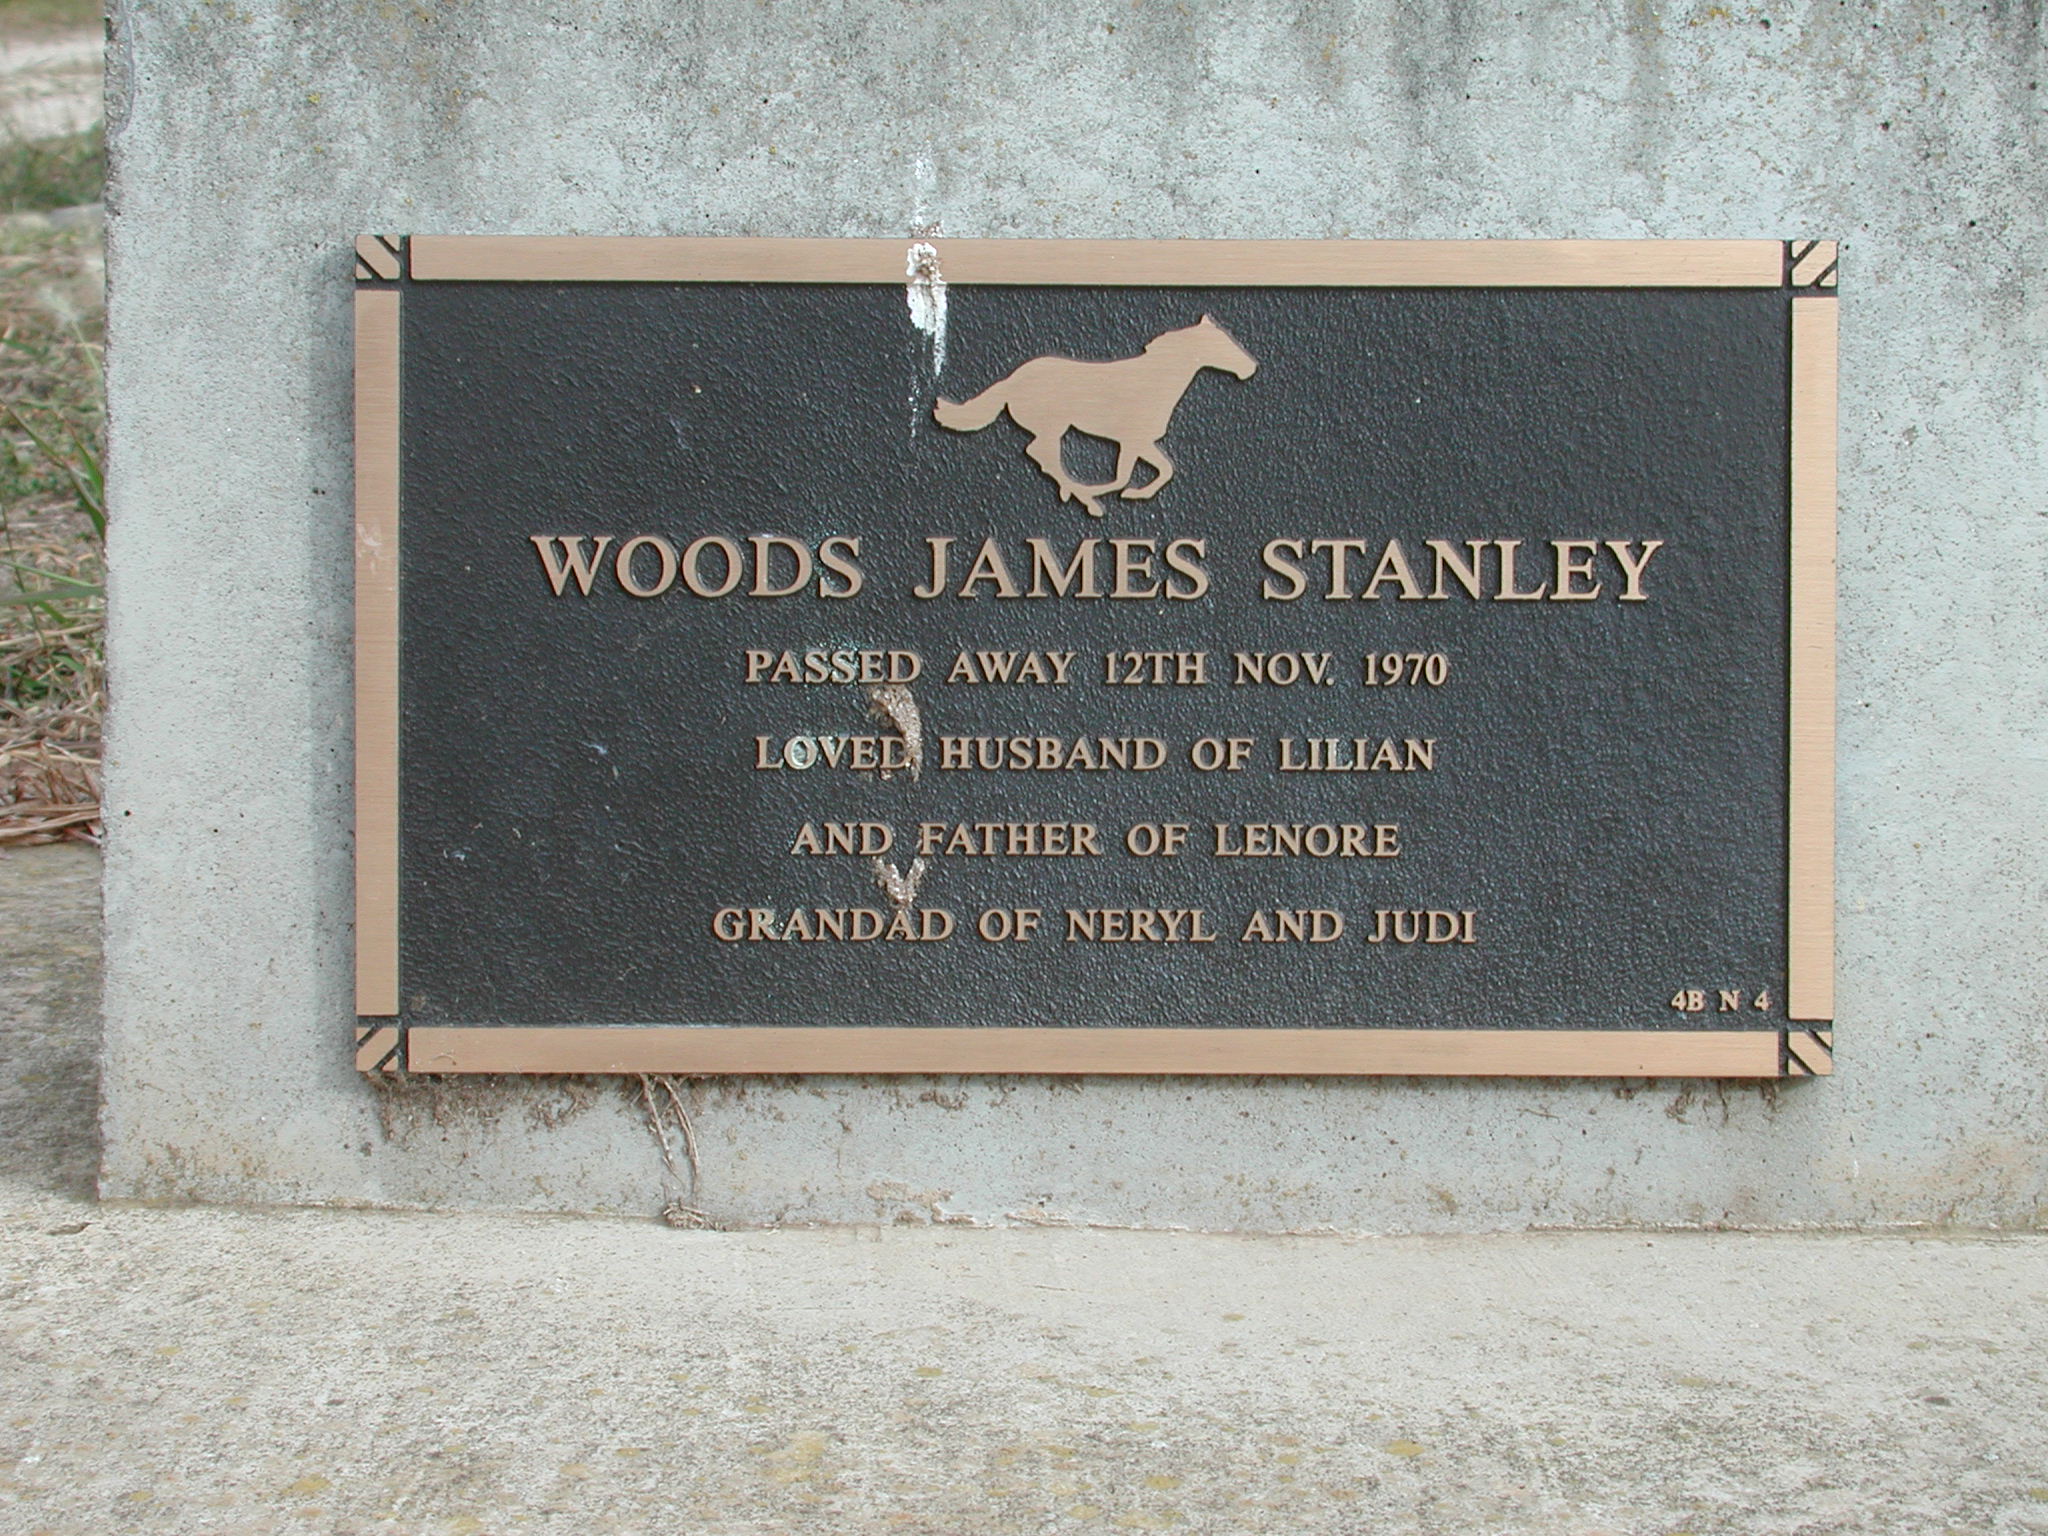 WOODS JAMES STANLEY
PASSED AWAY 12TH NOV. 1970
LOVED HUSBAND OF LILIAN
AND FATHER OF LENORE
GRANDAD OF NERYL AND JUDI
4B N 4